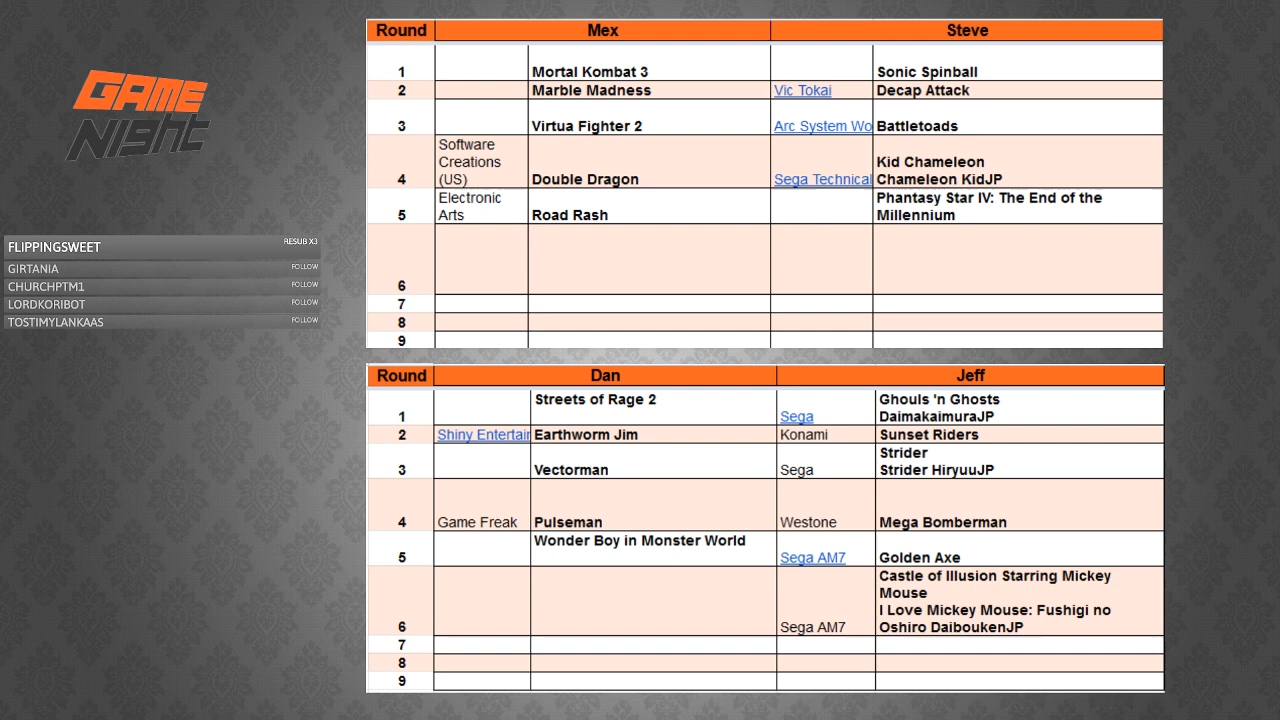 GAME
NIGHT
FLIPPINGSWEET RESUB X3
GIRTANIA FOLLOW
CHURCHPTM1 FOLLOW
LORDKORIBOT FOLLOW
TOSTIMYLANKAAS FOLLOW
Round Mex Steve
1 Mortal Kombat 3 Sonic Spinball
2 Marble Madness Vic Tokai Decap Attack
3 Virtua Fighter 2 Arc System Wo Battletoads
Software
Creations Kid Chameleon
4 (US) Double Dragon Sega Technical Chameleon KidJP
Electronic Phantasy Star IV: The End of the
5 Arts Road Rash Millennium
6
7
8
9
Round Dan Jeff
Streets of Rage 2 Ghouls 'n Ghosts
1 Sega DaimakaimuraJP
2 Shiny Entertain Earthworm Jim Konami Sunset Riders
Strider
3 Vectorman Sega Strider HiryuuJP
4 Game Freak Pulseman Westone Mega Bomberman
Wonder Boy in Monster World
5 Sega AM7 Golden Axe
Castle of Illusion Starring Mickey
Mouse
I Love Mickey Mouse: Fushigi no
6 Sega AM7 Oshiro DaiboukenJP
7
8
9